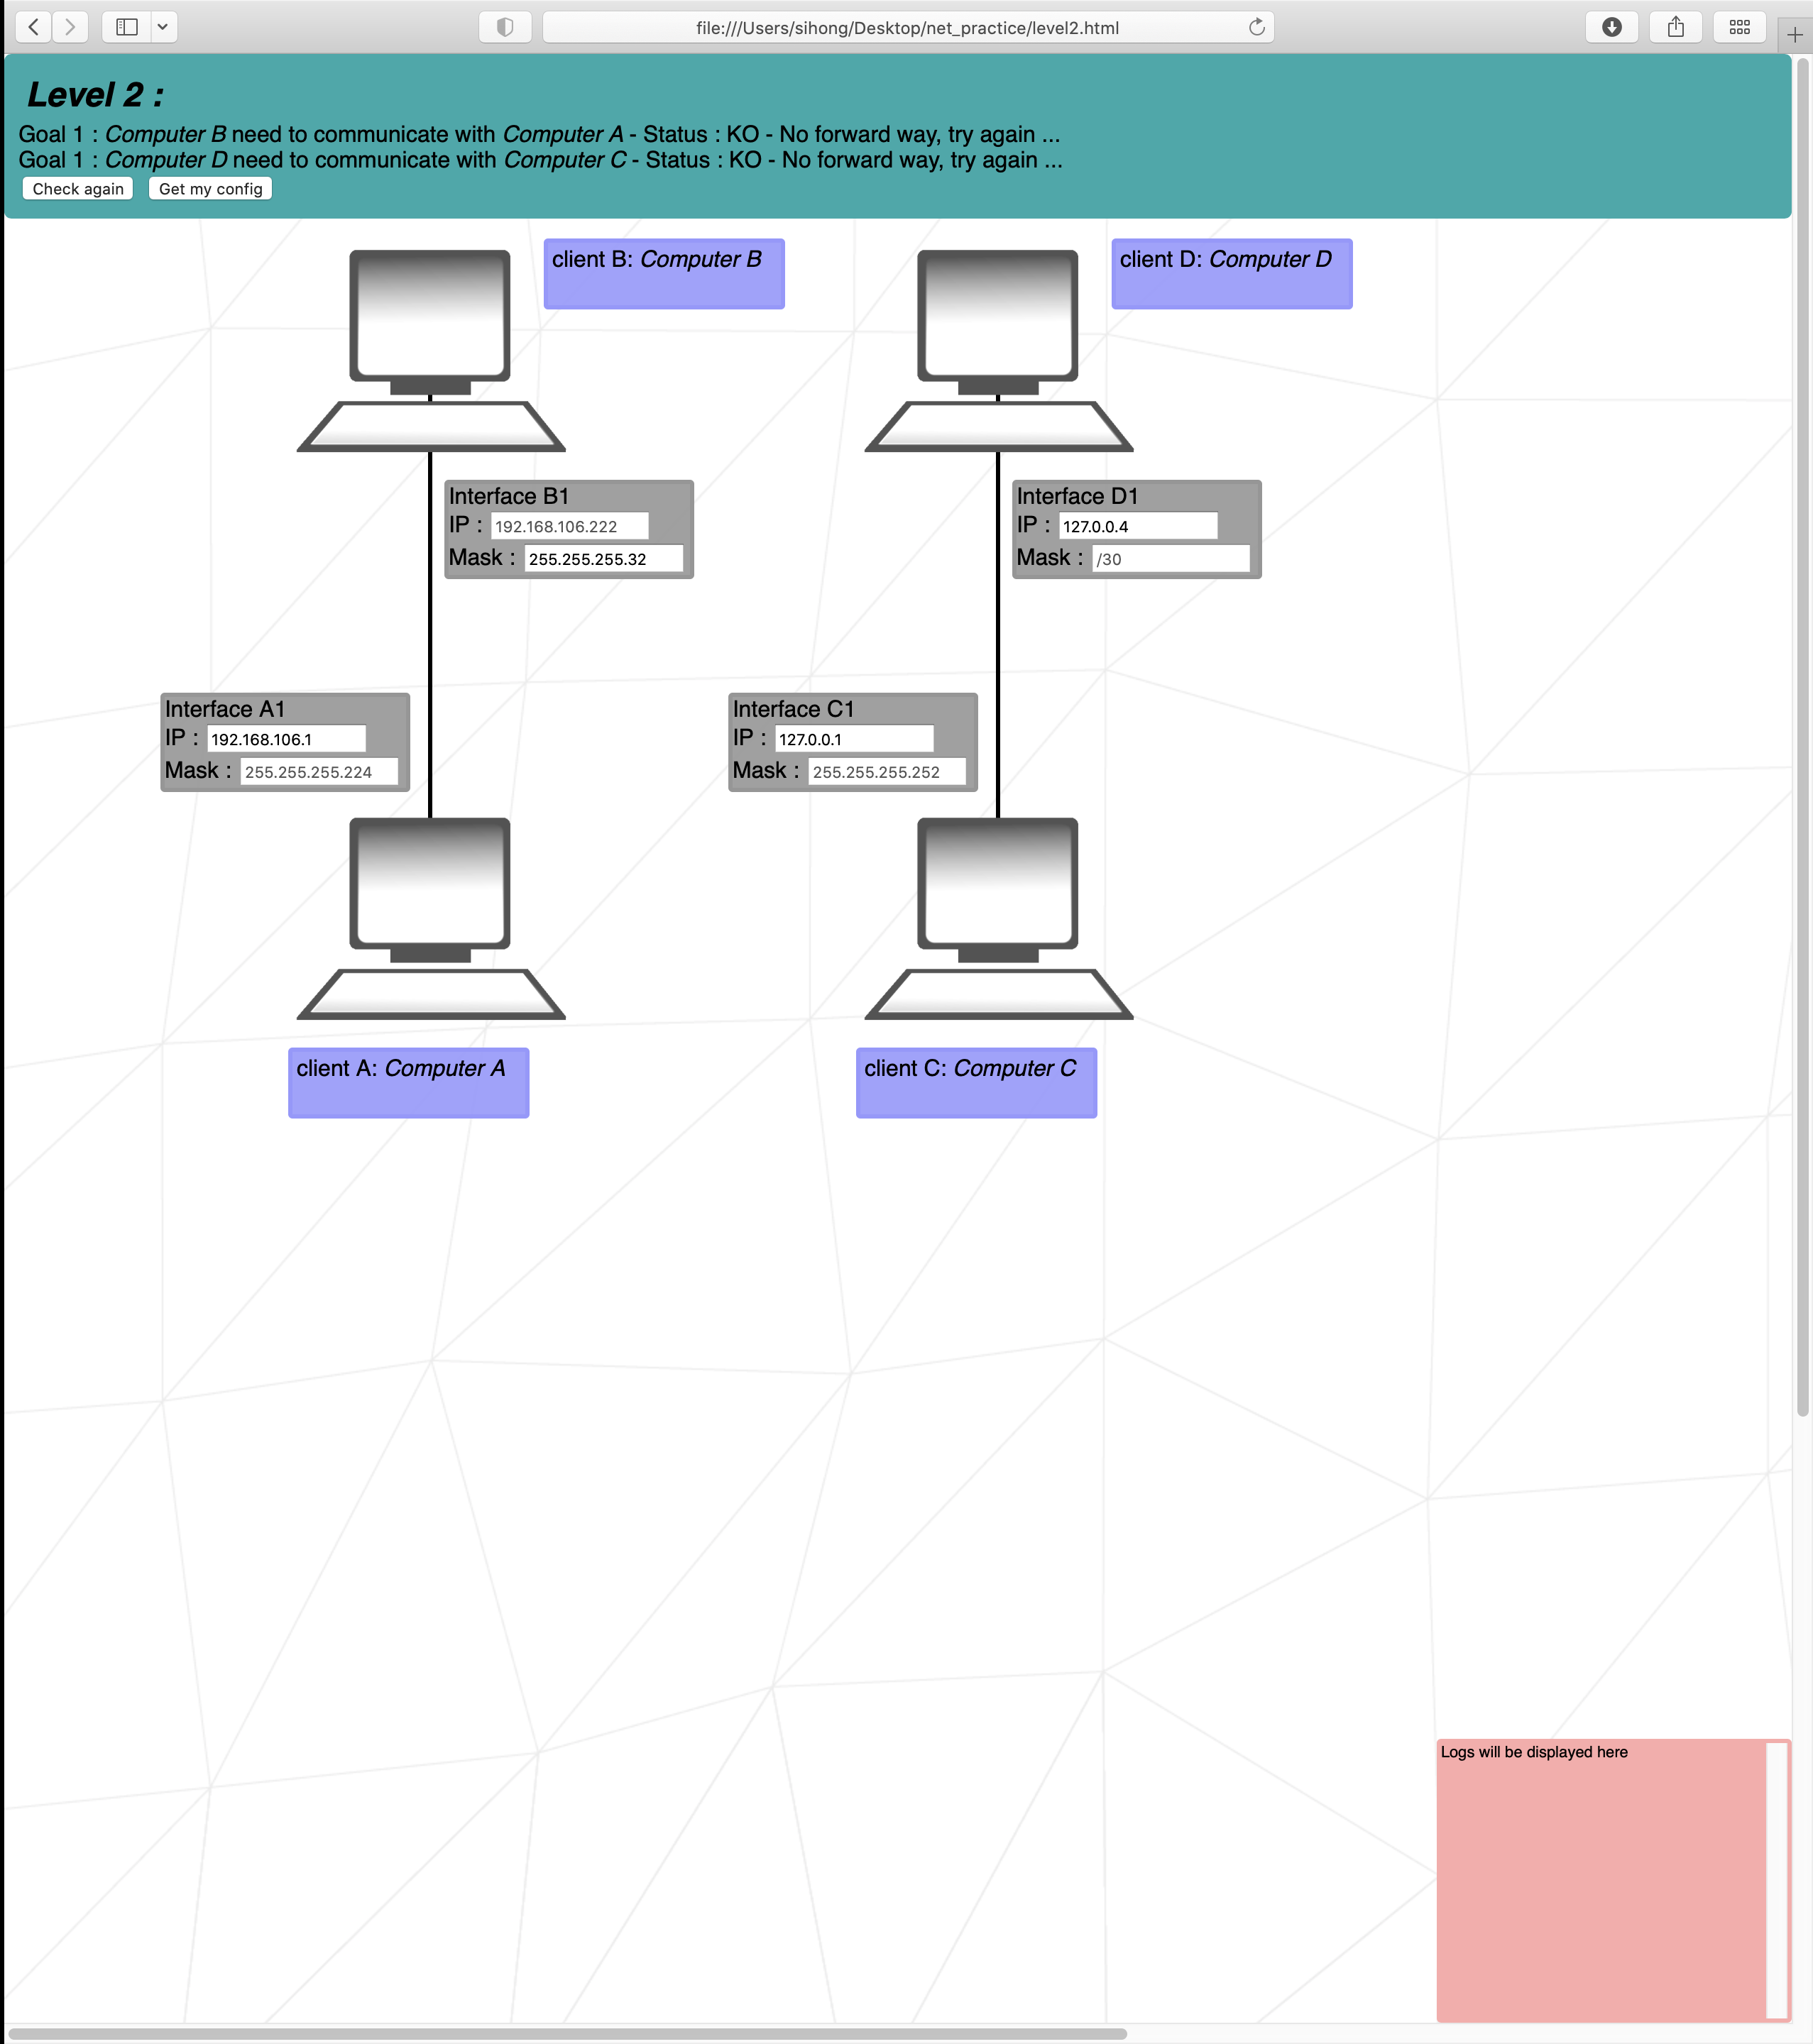 file:///Users/sihong/Desktop/net_practice/level2.html
Level 2 :
Goal 1 : Computer B need to communicate with Computer A - Status : KO - No forward way, try again ...
Goal 1 : Computer D need to communicate with Computer C - Status : KO - No forward way, try again ...
Check again Get my config
client B: Computer B
client D: Computer D
Interface B1
IP : 192.168.106.222
Mask : 255.255.255.32
Interface D1
IP : 127.0.0.4
Mask : /30
Interface A1
IP : 192.168.106.1
Mask : 255.255.255.224
Interface C1
IP : 127.0.0.1
Mask : 255.255.255.252
client A: Computer A
client C: Computer C
Logs will be displayed here